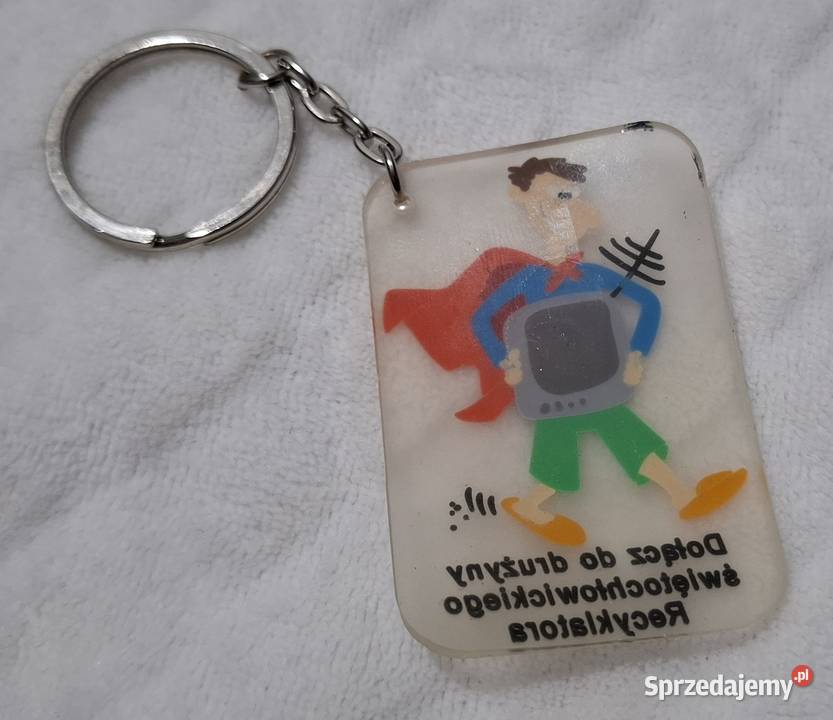 Dołącz do drużyny
świętochłowickiego
Recyklatora
Sprzedajemy.pl